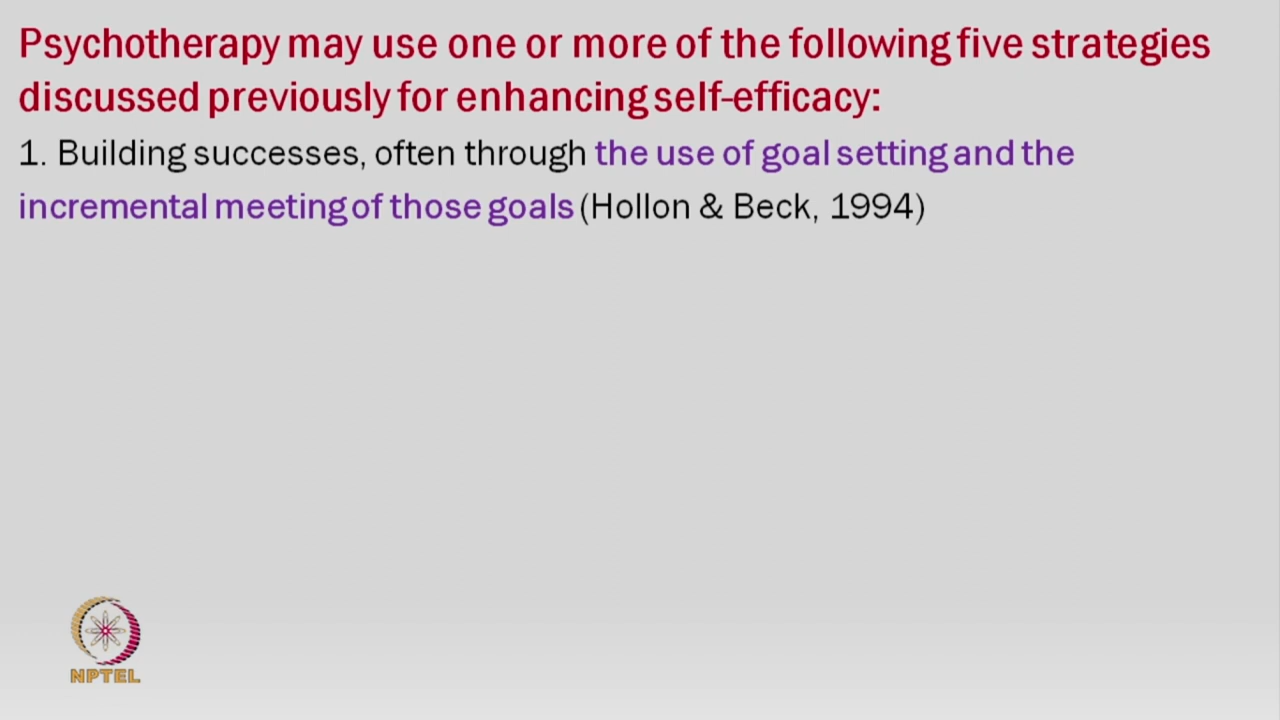 Psychotherapy may use one or more of the following five strategies
discussed previously for enhancing self-efficacy:
1. Building successes, often through the use of goal setting and the
incremental meeting of those goals (Hollon & Beck, 1994)
NPTEL